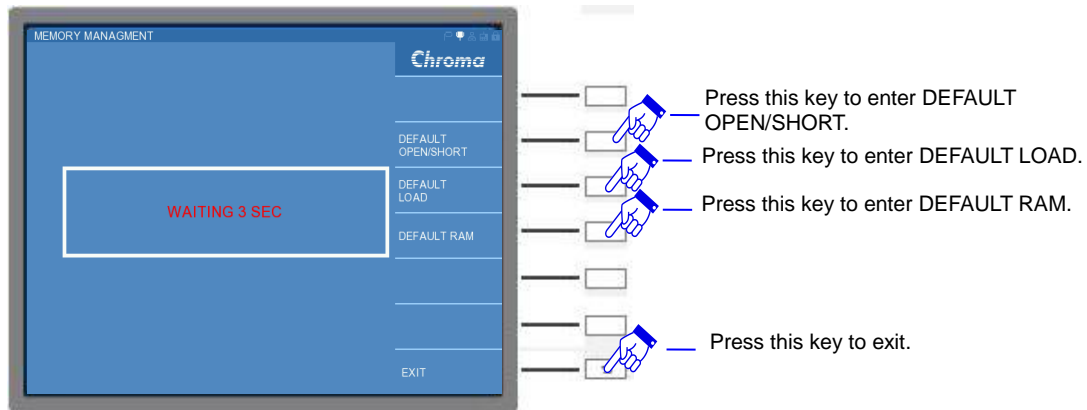 MEMORY MANAGMENT
Chroma
DEFAULT
OPEN/SHORT
DEFAULT
LOAD
DEFAULT RAM
EXIT
WAITING 3 SEC
Press this key to enter DEFAULT
OPEN/SHORT.
Press this key to enter DEFAULT LOAD.
Press this key to enter DEFAULT RAM.
Press this key to exit.